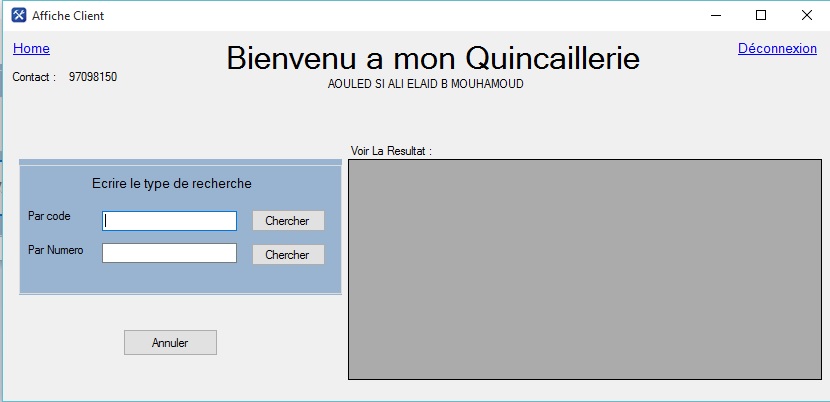 Affiche Client
Home
Déconnexion
Bienvenu a mon Quincaillerie
Contact : 97098150
AOULED SI ALI ELAID B MOUHAMOUD
Voir La Resultat :
Ecrire le type de recherche
Par code
Chercher
Par Numero
Chercher
Annuler